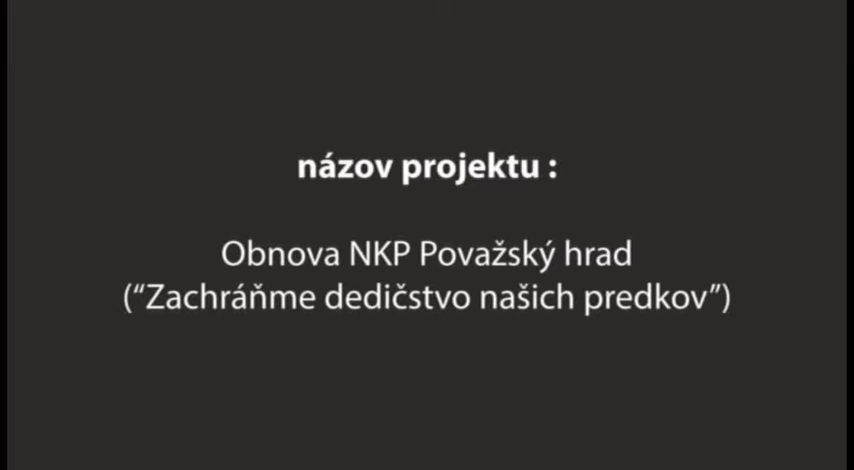 názov projektu :
Obnova NKP Považský hrad
(“Zachráňme dedičstvo našich predkov”)